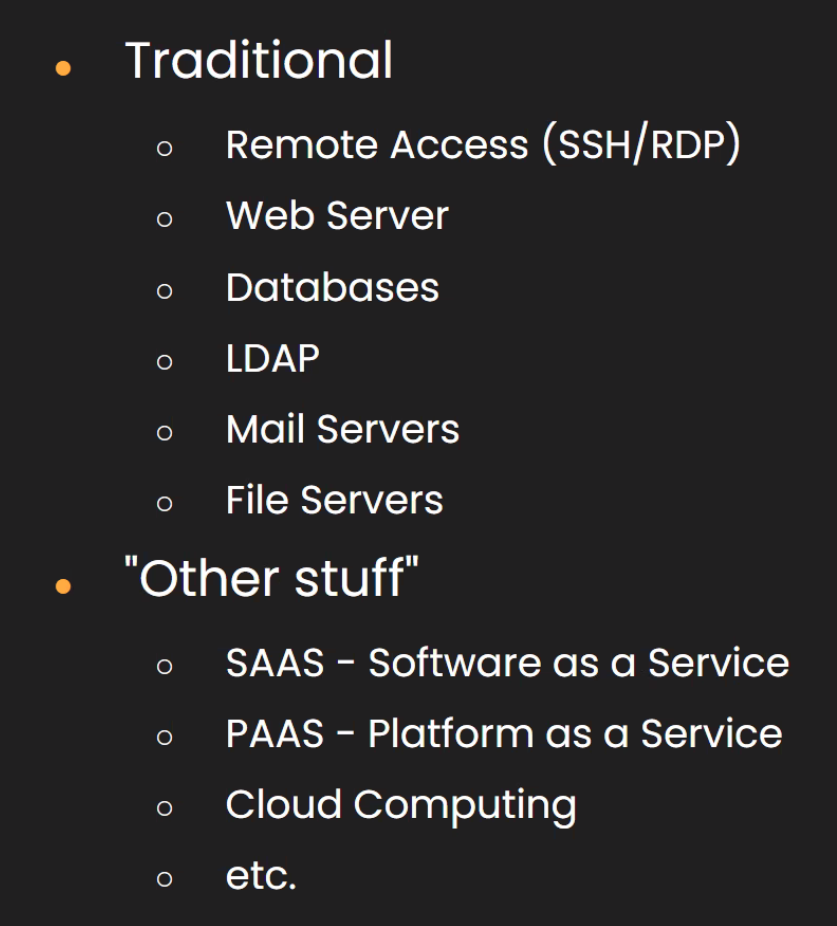 Traditional
Remote Access (SSH/RDP)
Web Server
Databases
LDAP
Mail Servers
File Servers
"Other stuff"
SAAS - Software as a Service
PAAS - Platform as a Service
Cloud Computing
etc.